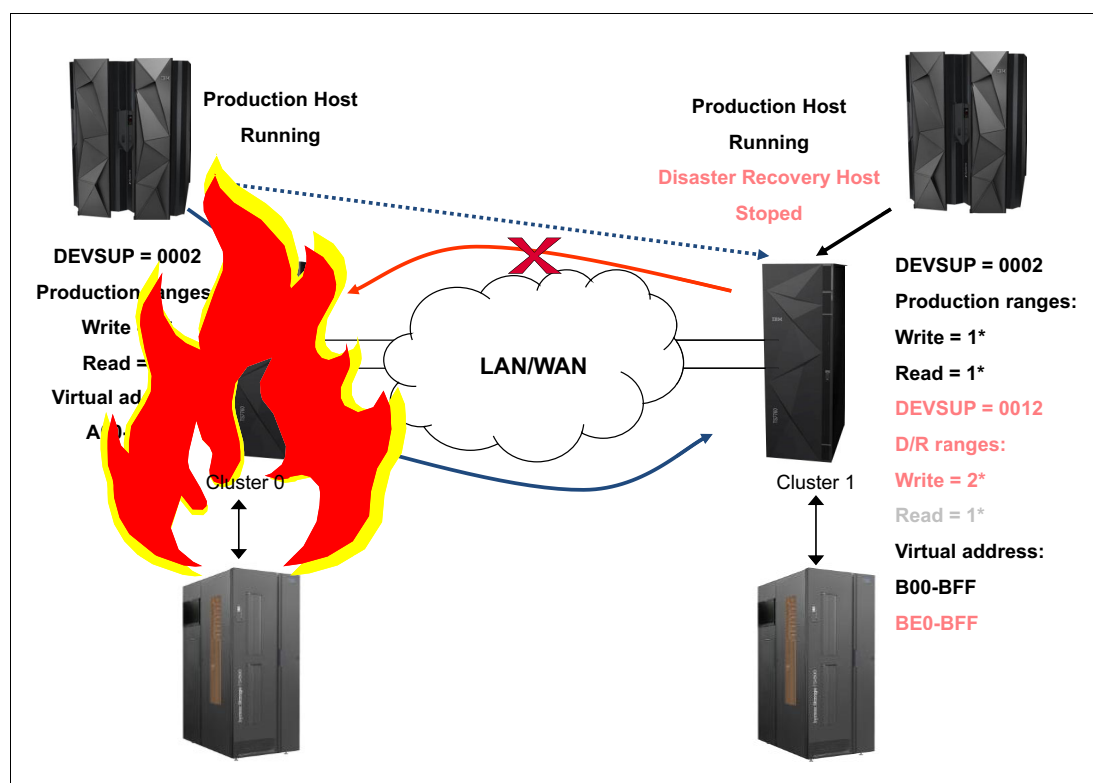 Production Host
Running
DEVSUP = 0002
Production ranges
Write
Read =
Virtual
Cluster 0
LAN/WAN
Production Host
Running
Disaster Recovery Host
Stoped
DEVSUP = 0002
Production ranges:
Write = 1*
Read = 1*
DEVSUP = 0012
D/R ranges:
Write = 2*
Read = 1*
Virtual address:
B00-BFF
BE0-BFF
Cluster 1